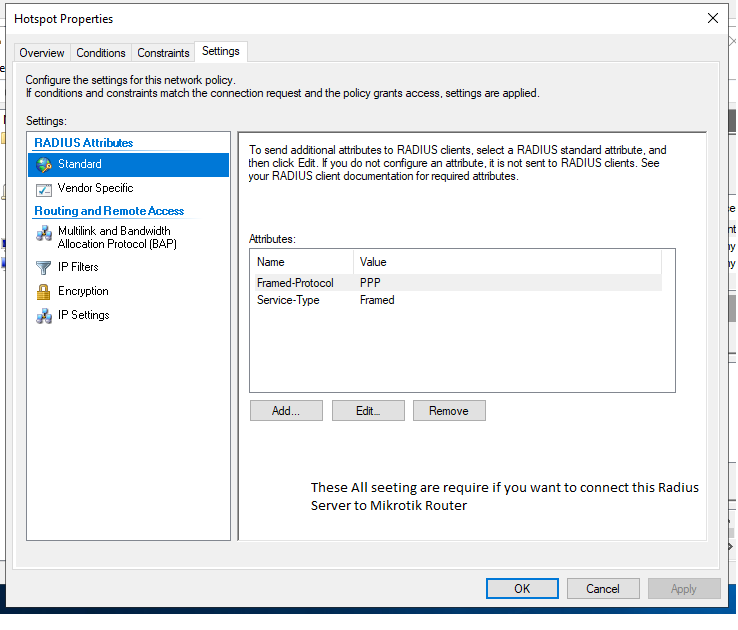 Hotspot Properties
Overview Conditions Constraints Settings
Configure the settings for this network policy.
If conditions and constraints match the connection request and the policy grants access, settings are applied.
Settings:
RADIUS Attributes
Standard
Vendor Specific
Routing and Remote Access
Multilink and Bandwidth
Allocation Protocol (BAP)
IP Filters
Encryption
IP Settings
To send additional attributes to RADIUS clients, select a RADIUS standard attribute, and
then click Edit. If you do not configure an attribute, it is not sent to RADIUS clients. See
your RADIUS client documentation for required attributes.
Attributes:
Name Value
Framed-Protocol PPP
Service-Type Framed
Add... Edit... Remove
These All seeting are require if you want to connect this Radius
Server to Mikrotik Router
OK Cancel Apply